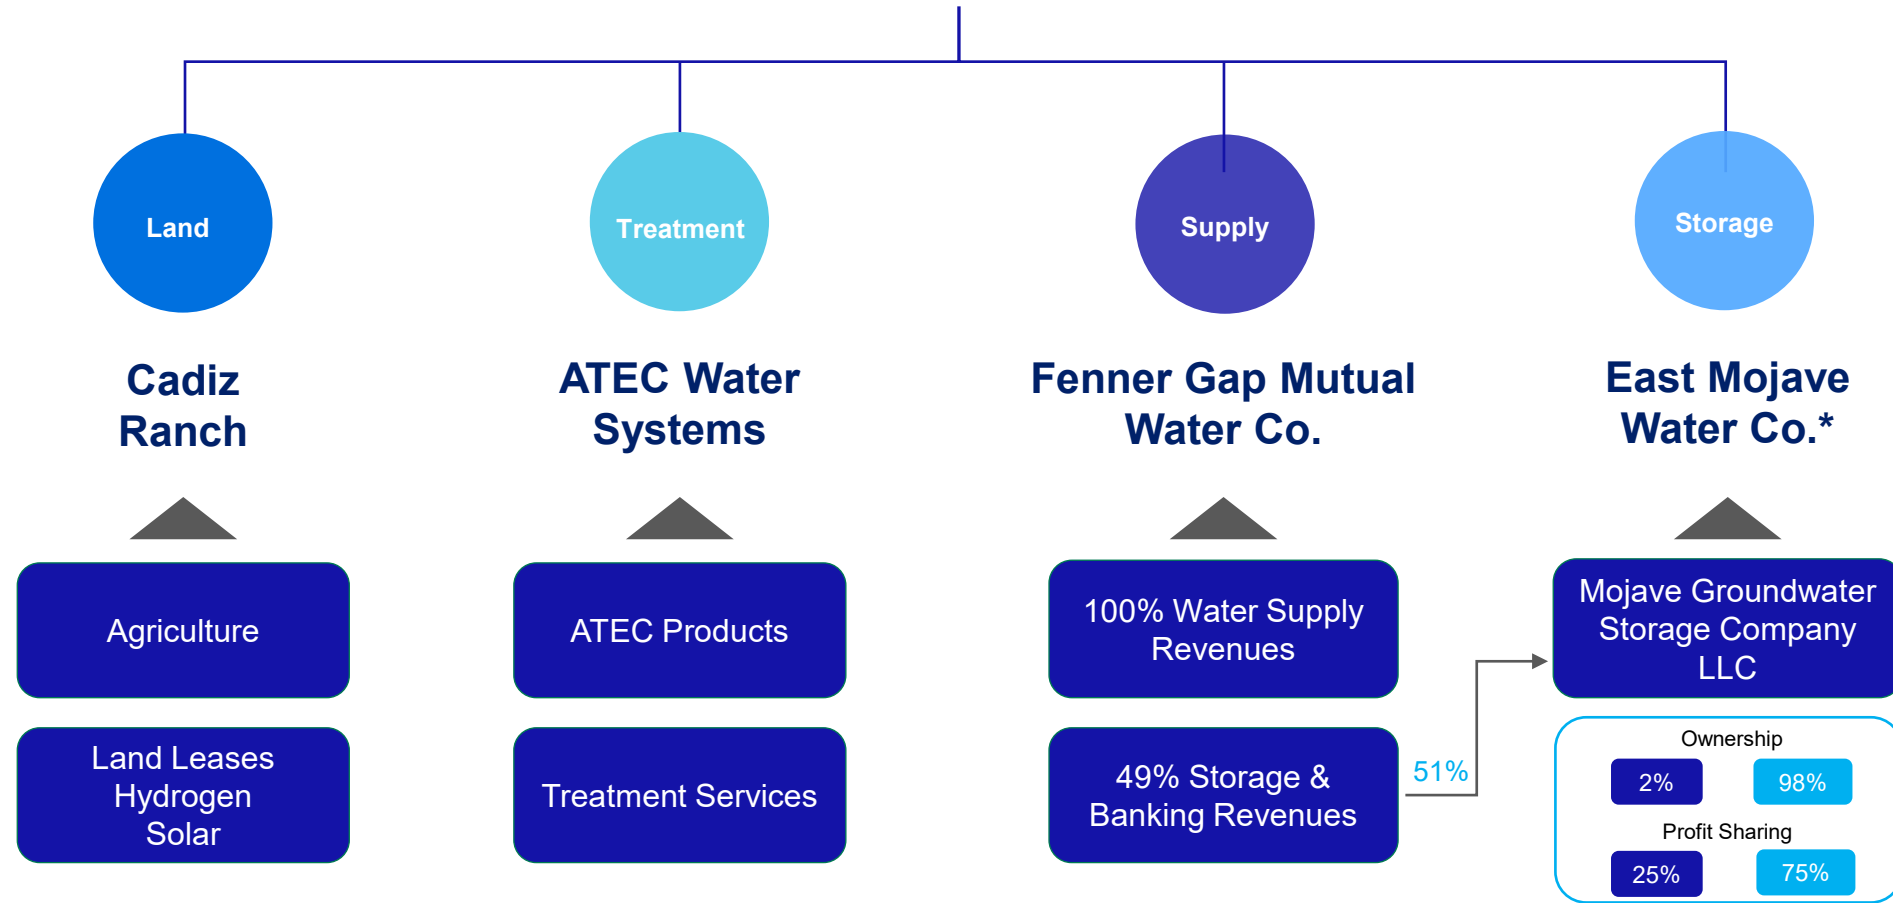 Land
Treatment
Supply
Storage
Cadiz
Ranch
ATEC Water
Systems
Fenner Gap Mutual
Water Co.
East Mojave
Water Co.*
Agriculture
Land Leases
Hydrogen
Solar
ATEC Products
Treatment Services
100% Water Supply
Revenues
49% Storage &
Banking Revenues
51%
Mojave Groundwater
Storage Company
LLC
Ownership
2%
98%
Profit Sharing
25%
75%